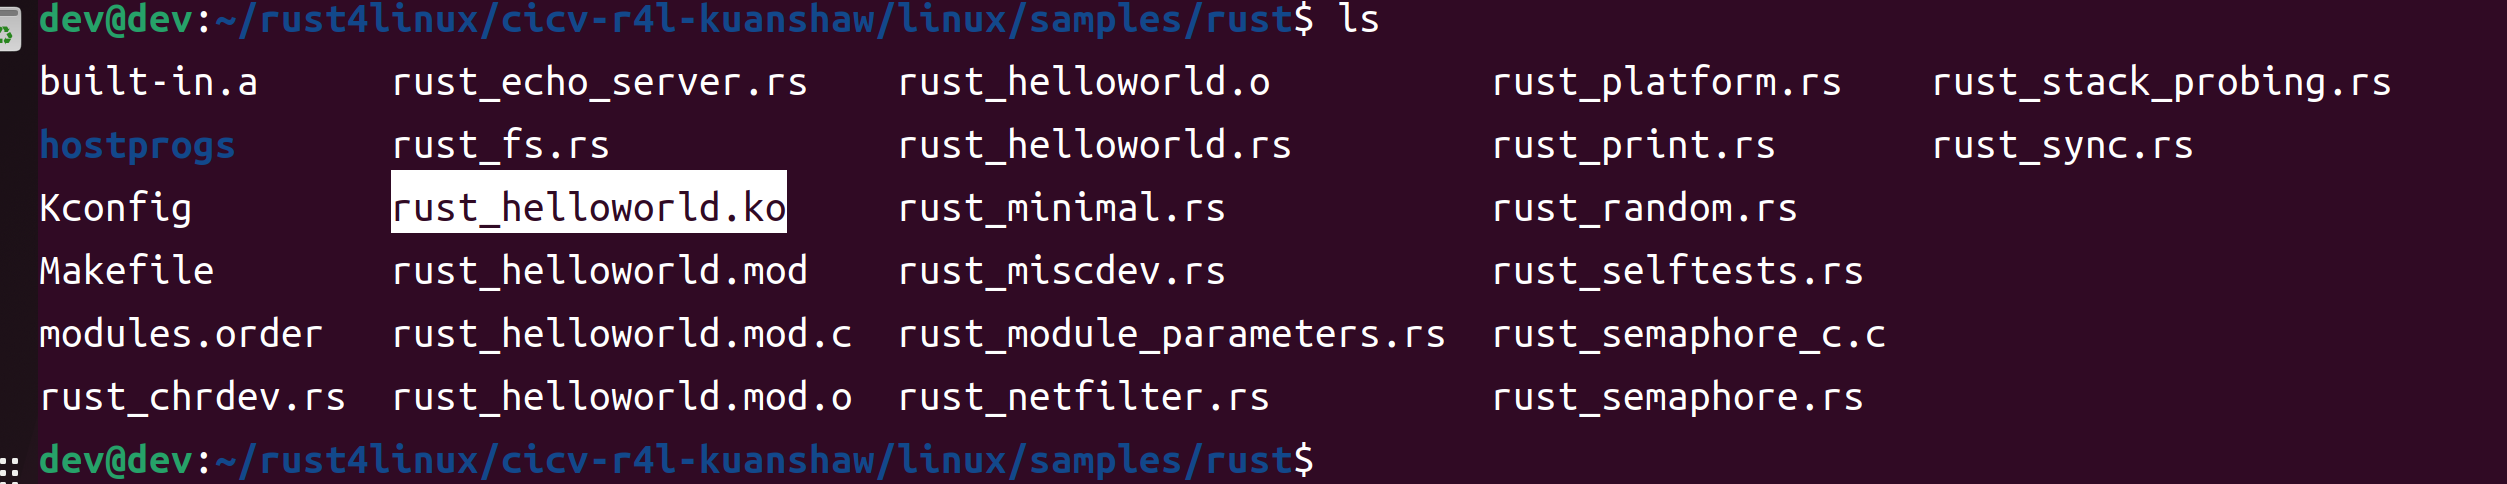 dev@dev:~/rust4linux/cicv-r4l-kuanshaw/linux/samples/rust$ ls
built-in.a rust_echo_server.rs rust_helloworld.o rust_platform.rs rust_stack_probing.rs
hostprogs rust_fs.rs rust_helloworld.rs rust_print.rs rust_sync.rs
Kconfig rust_helloworld.ko rust_minimal.rs rust_random.rs
Makefile rust_helloworld.mod rust_miscdev.rs rust_selftests.rs
modules.order rust_helloworld.mod.c rust_module_parameters.rs rust_semaphore_c.c
rust_chrdev.rs rust_helloworld.mod.o rust_netfilter.rs rust_semaphore.rs
dev@dev:~/rust4linux/cicv-r4l-kuanshaw/linux/samples/rust$